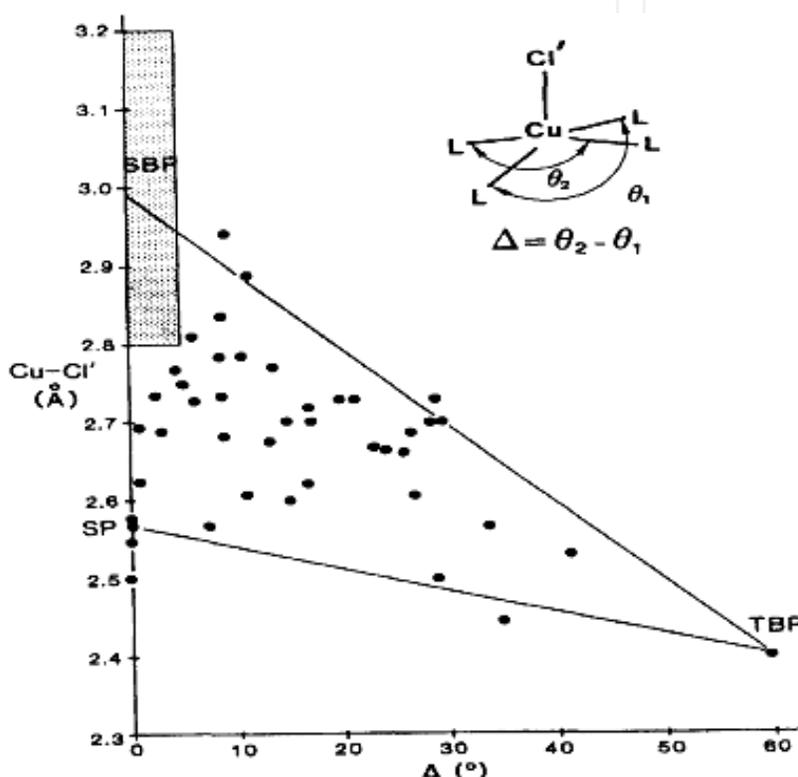 3.2
3.1
SBP
3.0
2.9
2.8
Cu–Cl′
(Å)
2.7
2.6
SP
2.5
TBP
2.4
2.3
0 10 20 30 40 50 60
Δ (°)
Cl′
Cu
L
L
L
L
θ₂
θ₁
Δ = θ₂ - θ₁